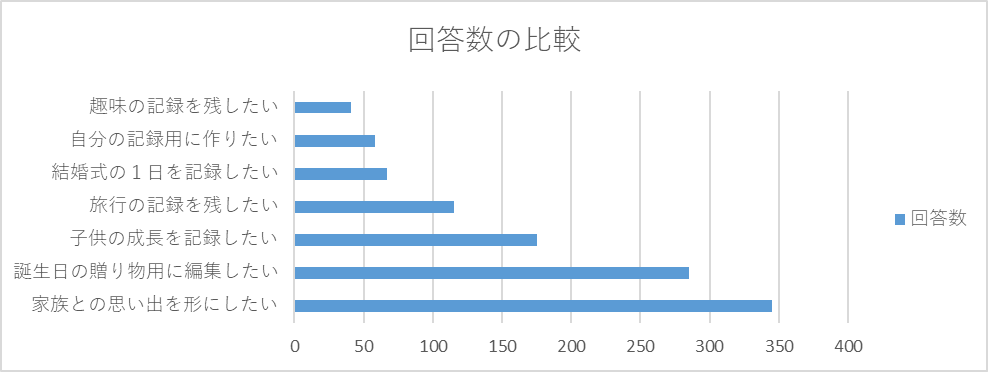 回答数の比較
趣味の記録を残したい
自分の記録用に作りたい
結婚式の１日を記録したい
旅行の記録を残したい
子供の成長を記録したい
誕生日の贈り物用に編集したい
家族との思い出を形にしたい
0 50 100 150 200 250 300 350 400
回答数